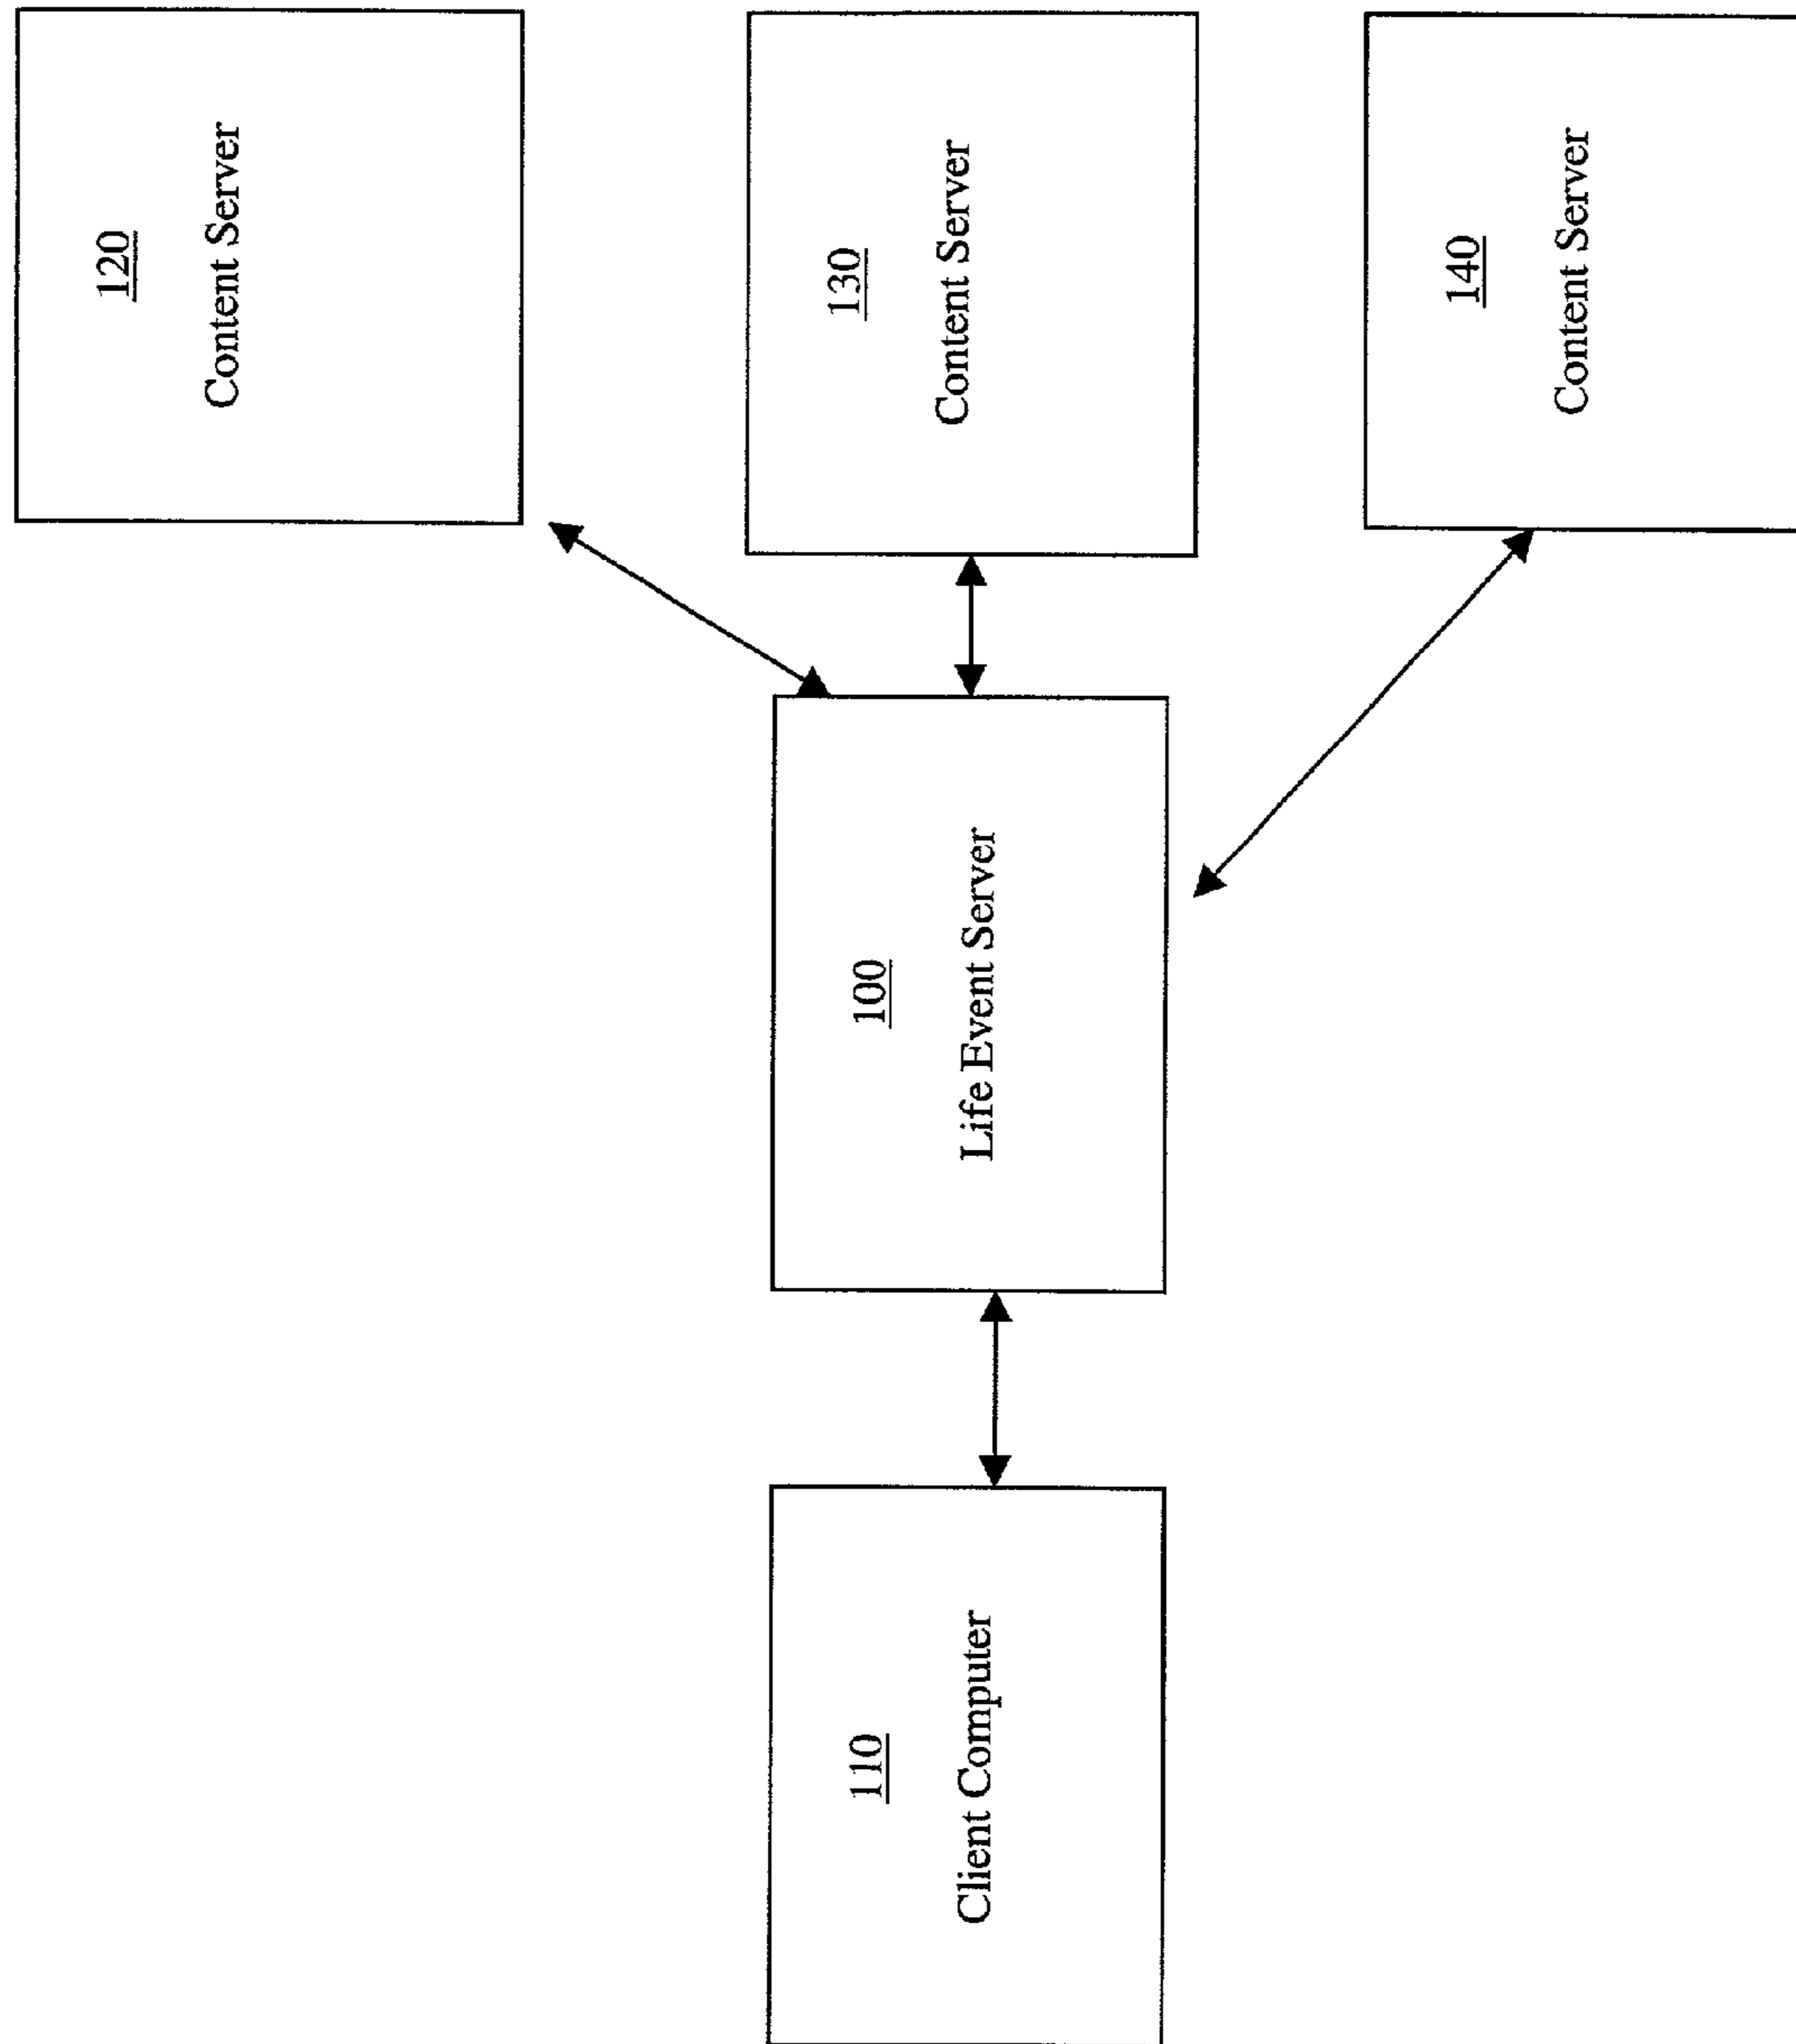 120
Content Server
130
Content Server
140
Content Server
100
Life Event Server
110
Client Computer